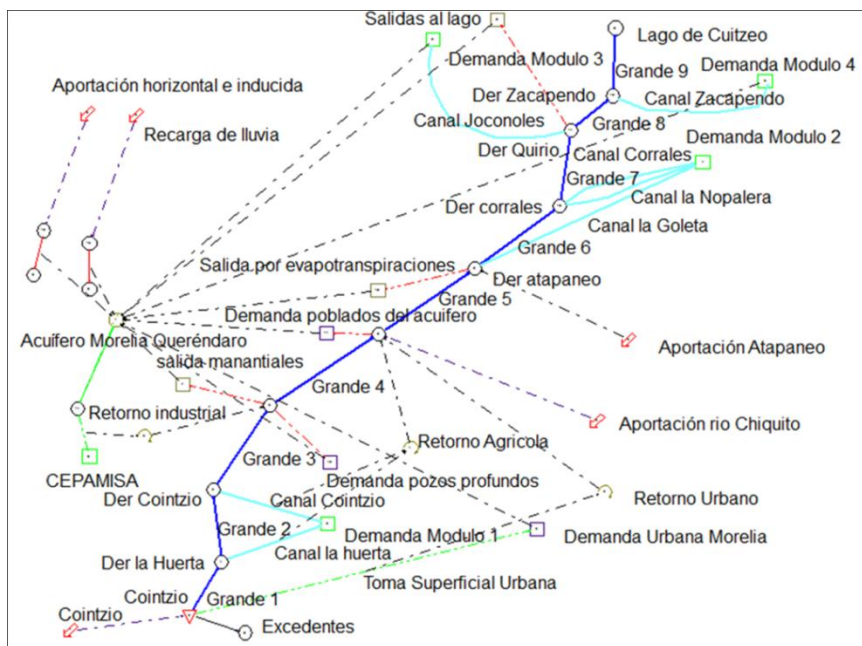 Salidas al lago
Lago de Cuitzeo
Demanda Modulo 3
Grande 9
Demanda Modulo 4
Aportación horizontal e inducida
Der Zacapendo
Canal Zacapendo
Canal Joconoles
Grande 8
Recarga de lluvia
Demanda Modulo 2
Der Quirio
Canal Corrales
Grande 7
Canal la Nopalera
Der corrales
Canal la Goleta
Grande 6
Salida por evapotranspiraciones
Der atapaneo
Grande 5
Demanda poblados del acuifero
Acuífero Morelia Queréndaro
Aportación Atapaneo
salida manantiales
Grande 4
Retorno industrial
Aportación rio Chiquito
Retorno Agricola
Grande 3
CEPAMISA
Demanda pozos profundos
Der Cointzio
Canal Cointzio
Retorno Urbano
Grande 2
Demanda Modulo 1
Demanda Urbana Morelia
Der la Huerta
Canal la huerta
Cointzio
Toma Superficial Urbana
Grande 1
Cointzio
Excedentes